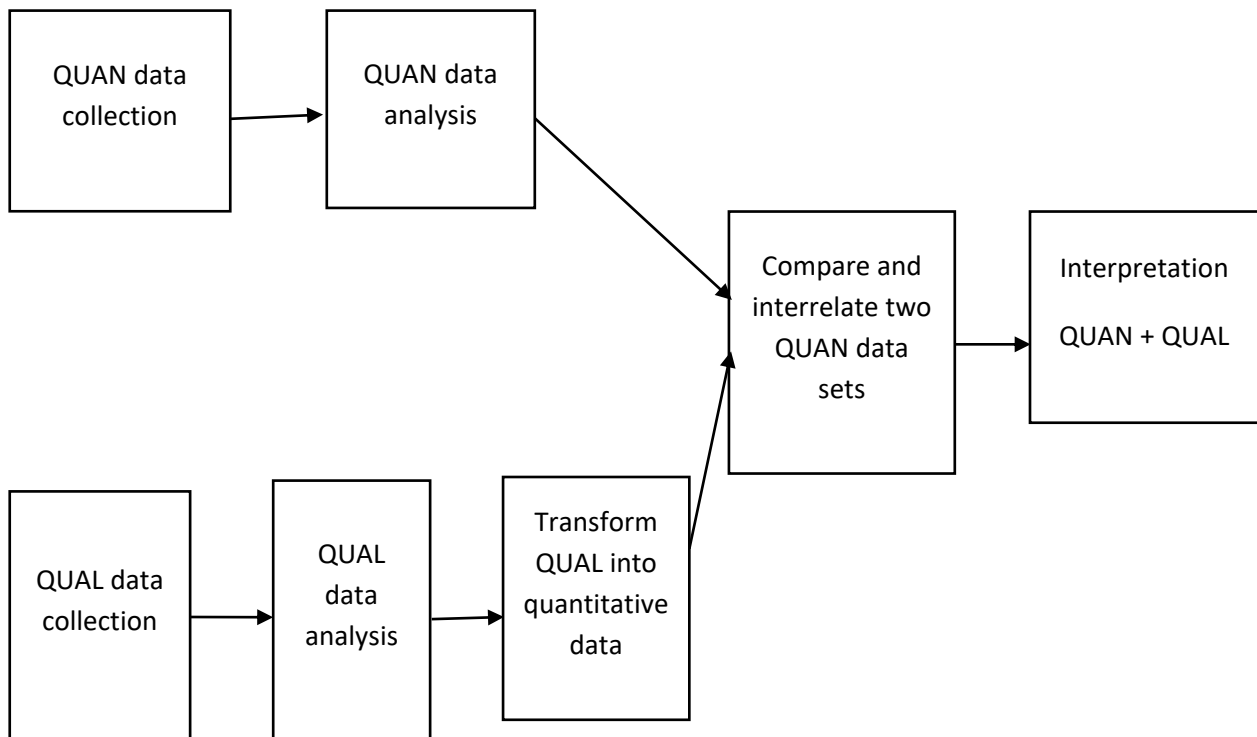 QUAN data
collection
QUAN data
analysis
Compare and
interrelate two
QUAN data
sets
Interpretation
QUAN + QUAL
QUAL data
collection
QUAL
data
analysis
Transform
QUAL into
quantitative
data